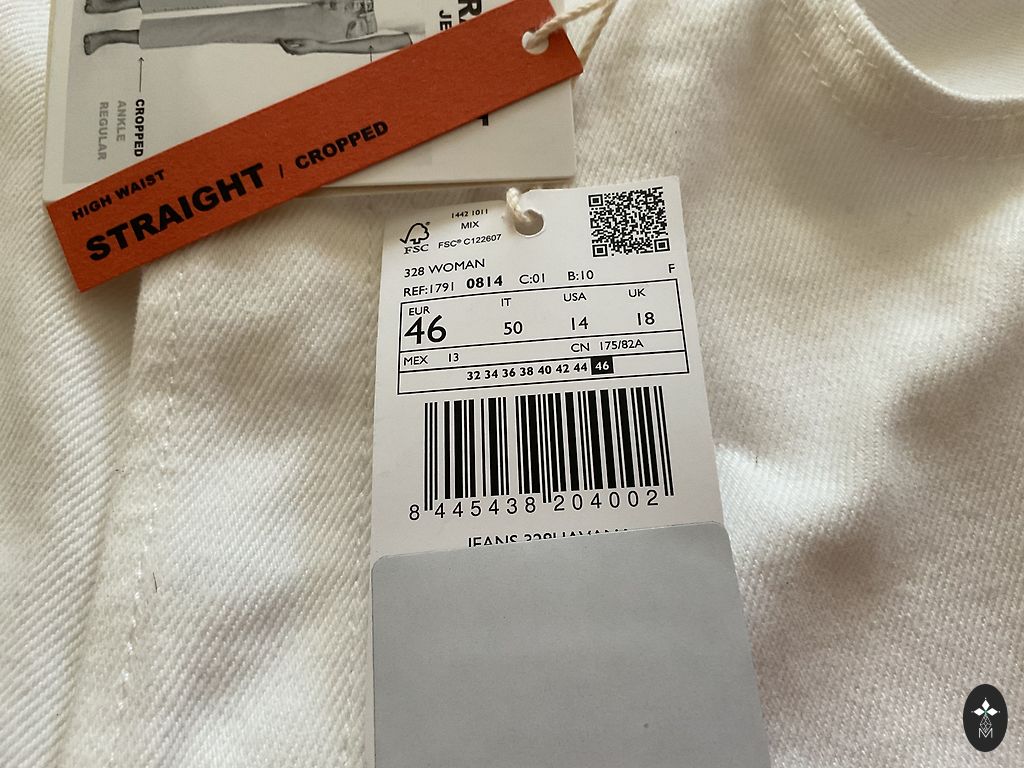 CROPPED
ANKLE
REGULAR
HIGH WAIST
STRAIGHT / CROPPED
1442 1011
MIX
FSC
FSC® C122607
328 WOMAN
REF:1791 0814 C:01 B:10 F
EUR IT USA UK
46 50 14 18
MEX 13 CN 175/82A
32 34 36 38 40 42 44 46
8 445438 204002
JEANS 328HAVANA
M